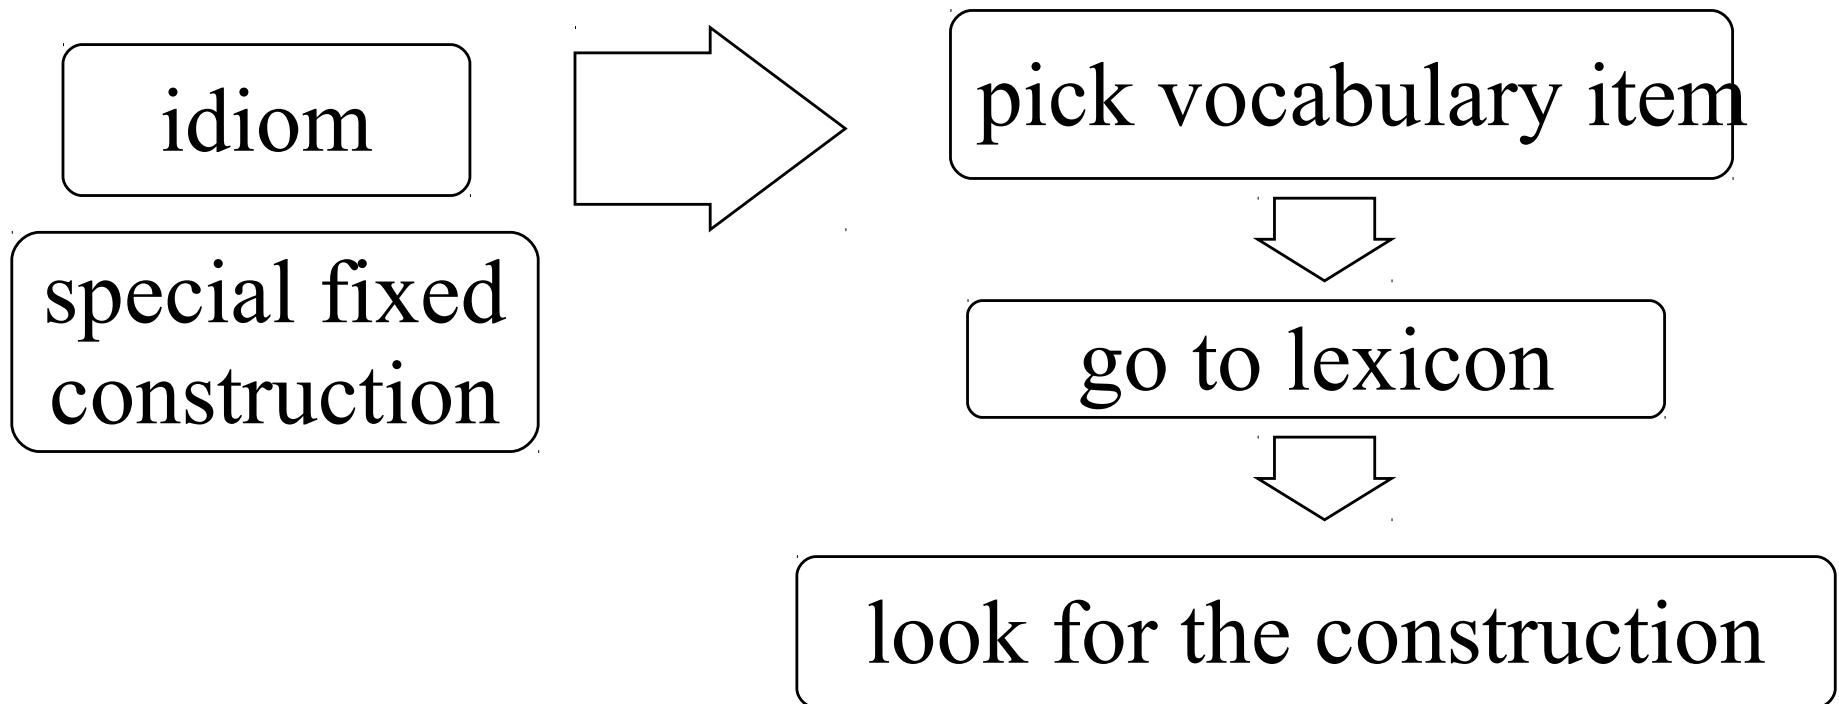 idiom
special fixed
construction
pick vocabulary item
go to lexicon
look for the construction